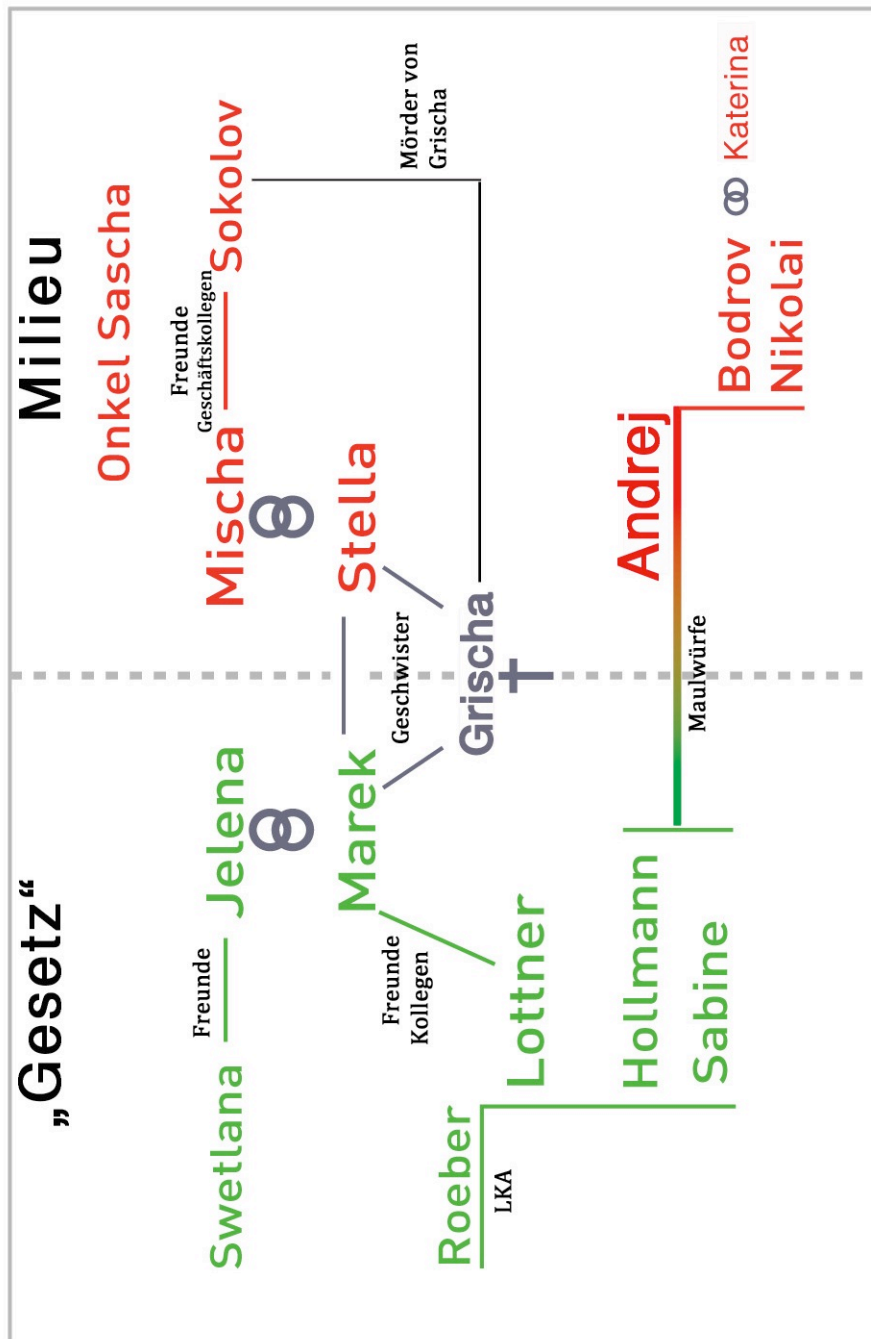 „Gesetz“
Milieu
Onkel Sascha
Swetlana
Freunde
Jelena
Mischa
Freunde
Geschäftskollegen
Sokolov
Marek
Stella
Geschwister
Freunde
Kollegen
Mörder von
Grischa
Roeber
LKA
Lottner
Grischa
Hollmann
Sabine
Maulwürfe
Andrej
Bodrov
Katerina
Nikolai